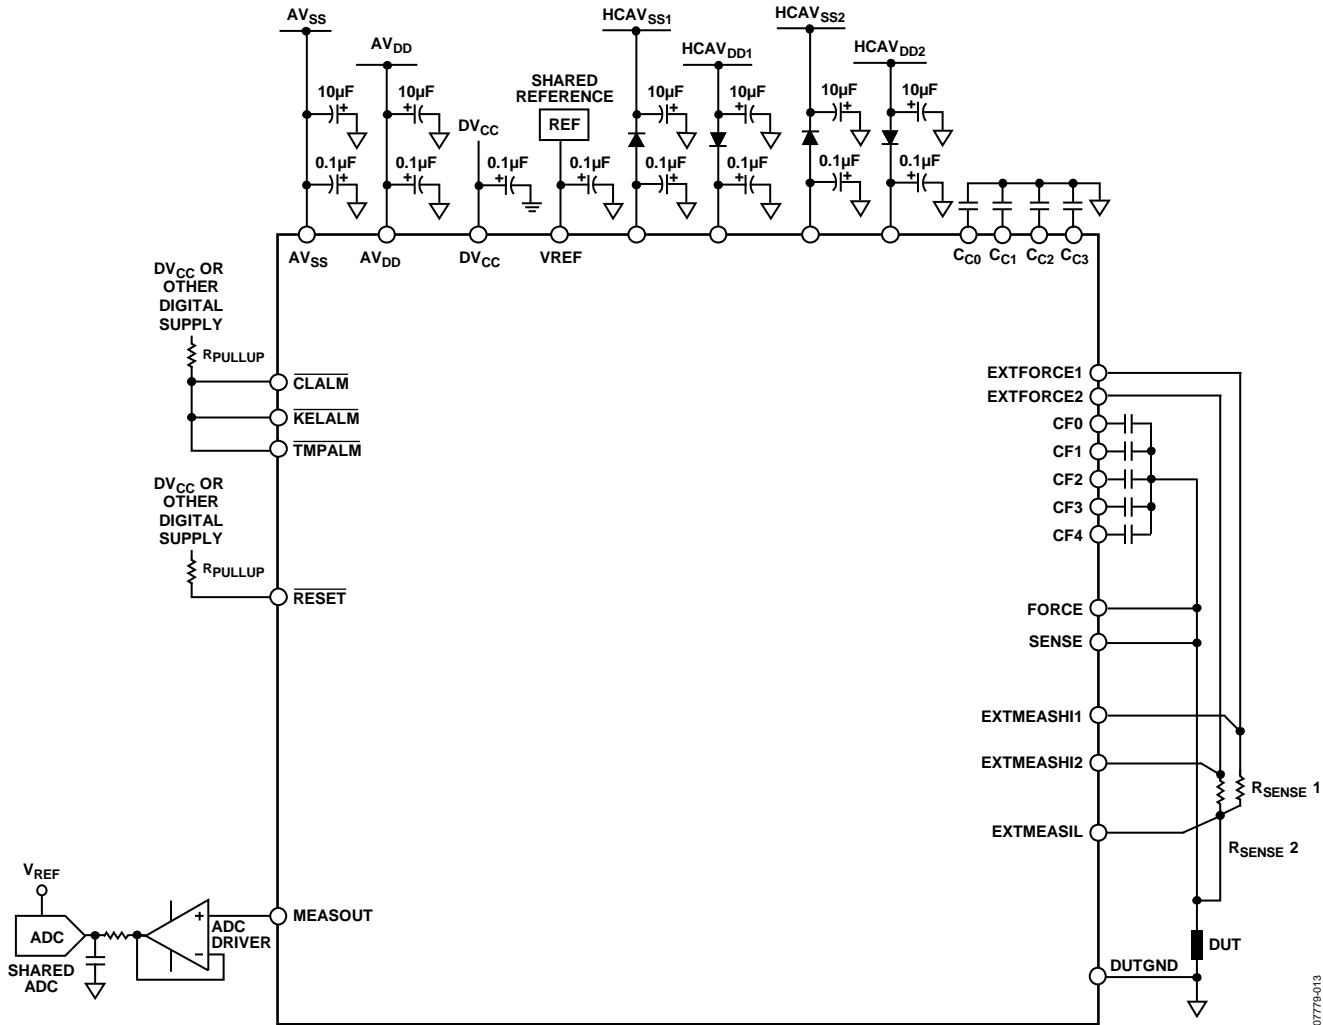 AVSS
HCAVSS1
HCAVSS2
AVDD
HCAVDD1
HCAVDD2
10µF
10µF
SHARED
REFERENCE
10µF
10µF
10µF
10µF
REF
DVCC
0.1µF
0.1µF
0.1µF
0.1µF
0.1µF
0.1µF
0.1µF
0.1µF
+
+
+
+
+
+
+
+
+
+
+
+
+
+
AVSS
AVDD
DVCC
VREF
CC0
CC1
CC2
CC3
DVCC OR
OTHER
DIGITAL
SUPPLY
RPULLUP
CLALM
KELALM
TMPALM
DVCC OR
OTHER
DIGITAL
SUPPLY
RPULLUP
RESET
EXTFORCE1
EXTFORCE2
CF0
CF1
CF2
CF3
CF4
FORCE
SENSE
EXTMEASHI1
EXTMEASHI2
RSENSE 1
EXTMEASIL
RSENSE 2
VREF
ADC
SHARED
ADC
+
–
ADC
DRIVER
MEASOUT
DUT
DUTGND
07779-013